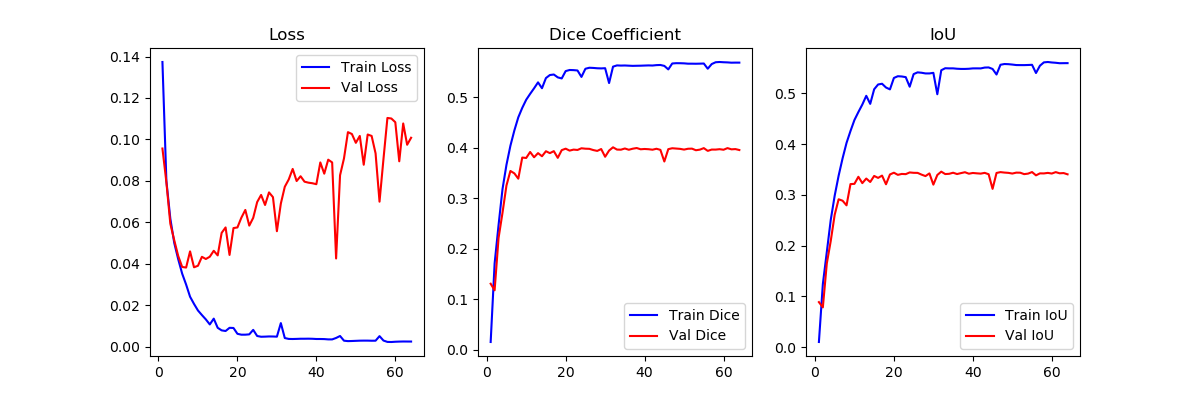 Loss
0.14
0.12
0.10
0.08
0.06
0.04
0.02
0.00
0 20 40 60
Train Loss
Val Loss
Dice Coefficient
0.5
0.4
0.3
0.2
0.1
0.0
0 20 40 60
Train Dice
Val Dice
IoU
0.5
0.4
0.3
0.2
0.1
0.0
0 20 40 60
Train IoU
Val IoU